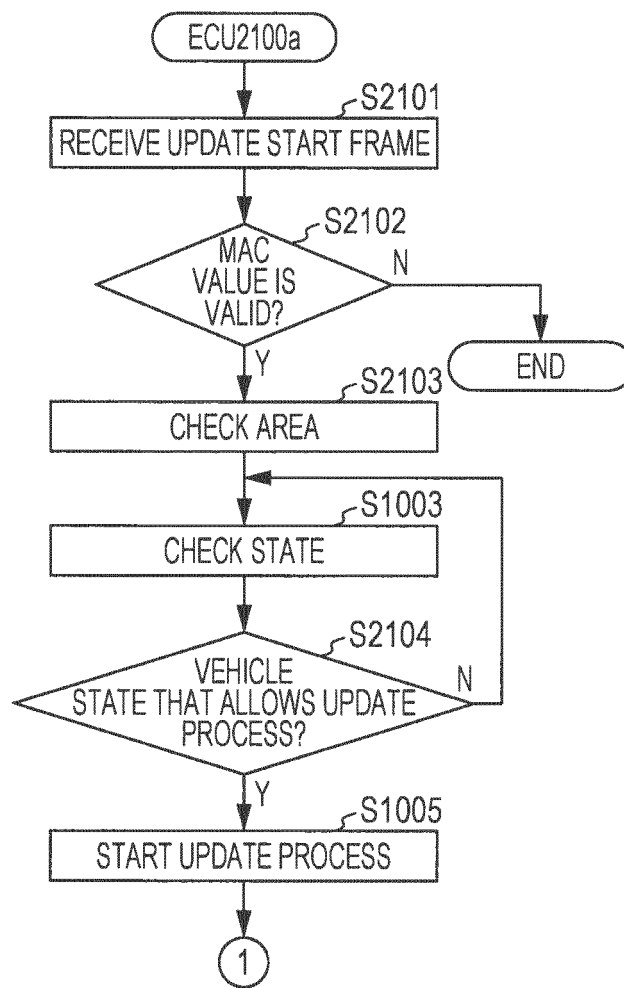 ECU2100a
S2101
RECEIVE UPDATE START FRAME
S2102
MAC
VALUE IS
VALID?
N
Y
END
S2103
CHECK AREA
S1003
CHECK STATE
S2104
VEHICLE
STATE THAT ALLOWS UPDATE
PROCESS?
N
Y
S1005
START UPDATE PROCESS
1